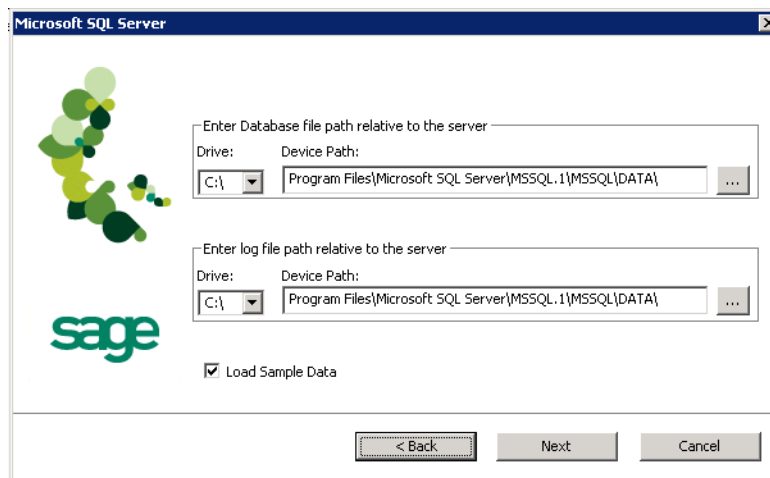 Microsoft SQL Server
Enter Database file path relative to the server
Drive: Device Path:
C:\ Program Files\Microsoft SQL Server\MSSQL.1\MSSQL\DATA\ ...
Enter log file path relative to the server
Drive: Device Path:
C:\ Program Files\Microsoft SQL Server\MSSQL.1\MSSQL\DATA\ ...
sage
Load Sample Data
< Back Next Cancel